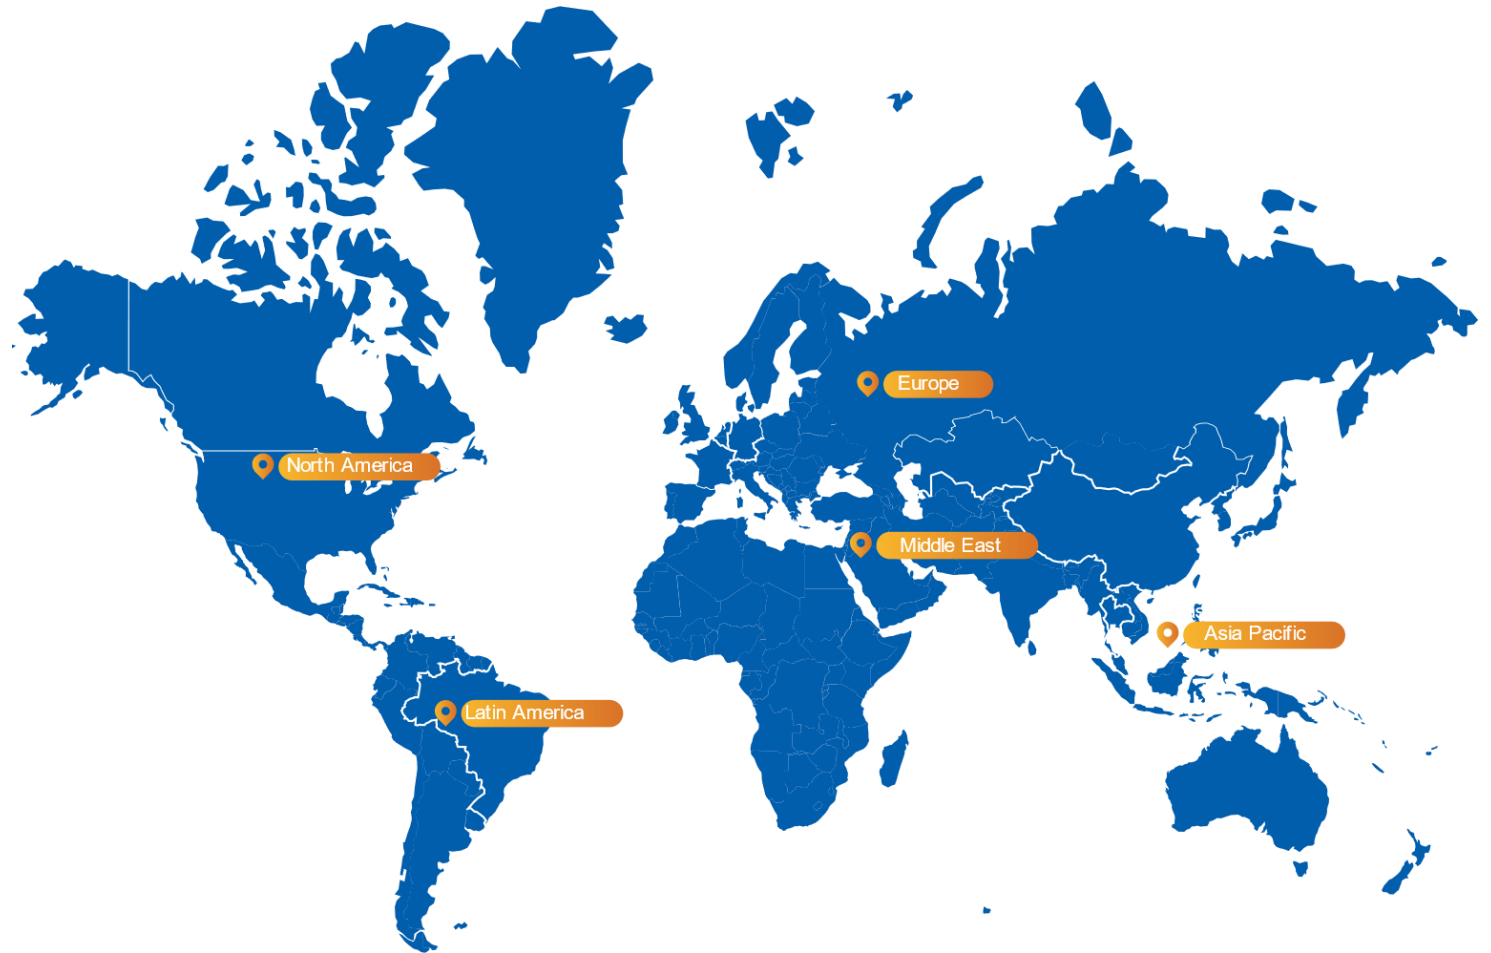 Europe
North America
Middle East
Asia Pacific
Latin America